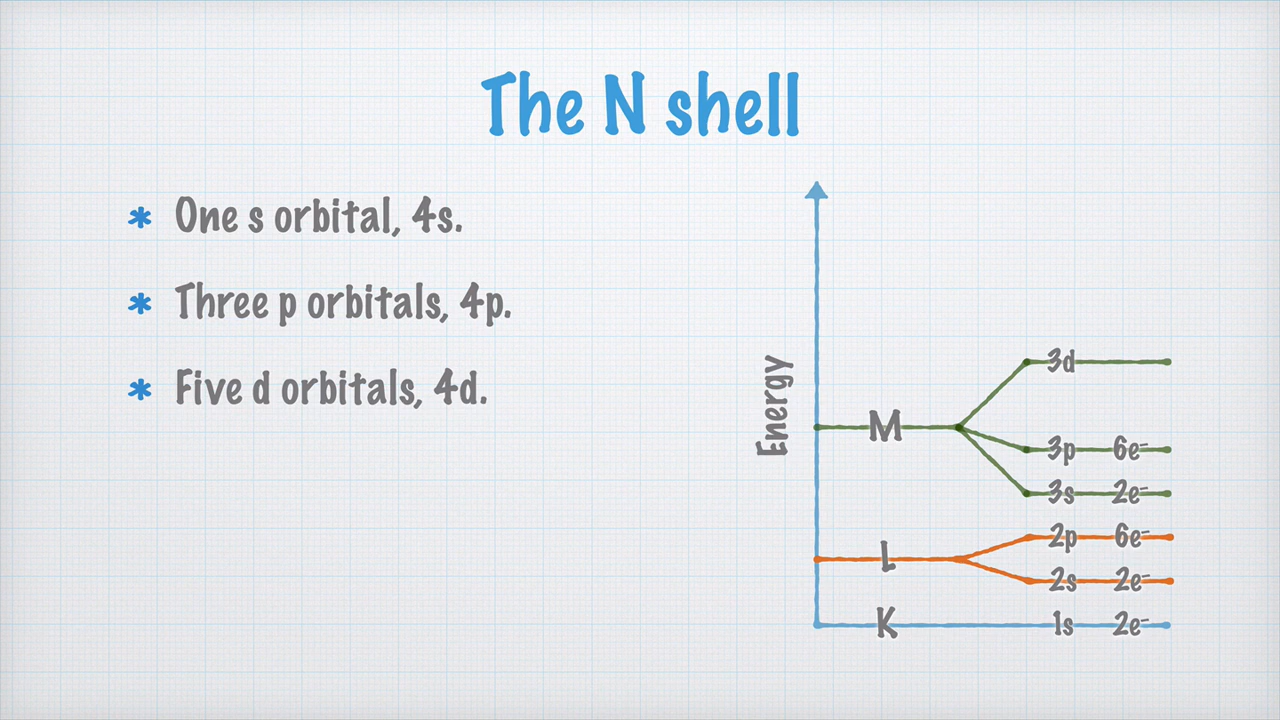 The N shell
* One s orbital, 4s.
* Three p orbitals, 4p.
* Five d orbitals, 4d.
Energy
3d
M
3p 6e⁻
3s 2e⁻
2p 6e⁻
L
2s 2e⁻
K 1s 2e⁻